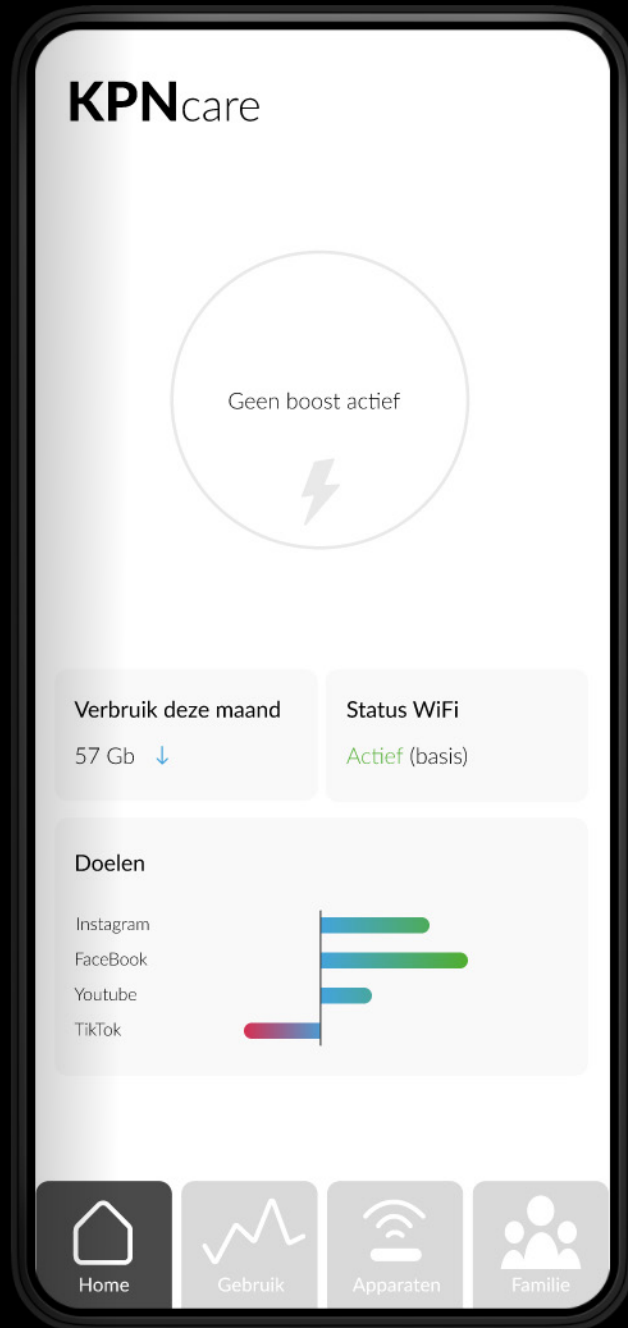 KPNcare
Geen boost actief
Verbruik deze maand
57 Gb ↓
Status WiFi
Actief (basis)
Doelen
Instagram
FaceBook
Youtube
TikTok
Home
Gebruik
Apparaten
Familie